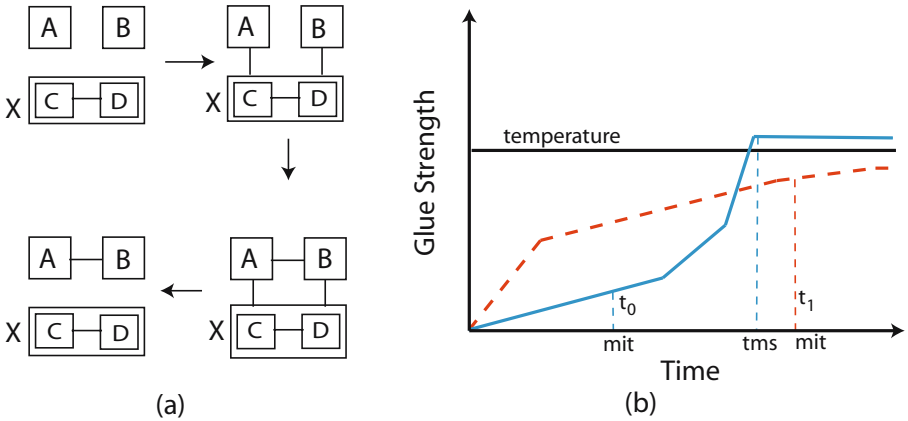 A B
X C D
A B
X C D
A B
X C D
A B
X C D
(a)
Glue Strength
temperature
t0
t1
mit tms mit
Time
(b)